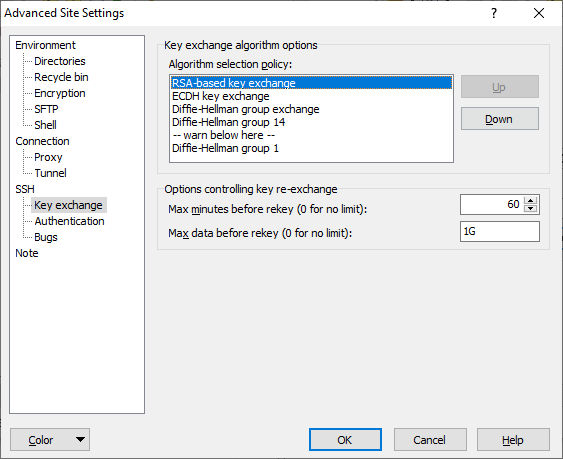 Advanced Site Settings
Environment
Directories
Recycle bin
Encryption
SFTP
Shell
Connection
Proxy
Tunnel
SSH
Key exchange
Authentication
Bugs
Note
Key exchange algorithm options
Algorithm selection policy:
RSA-based key exchange
ECDH key exchange
Diffie-Hellman group exchange
Diffie-Hellman group 14
-- warn below here --
Diffie-Hellman group 1
Up
Down
Options controlling key re-exchange
Max minutes before rekey (0 for no limit): 60
Max data before rekey (0 for no limit): 1G
Color
OK
Cancel
Help